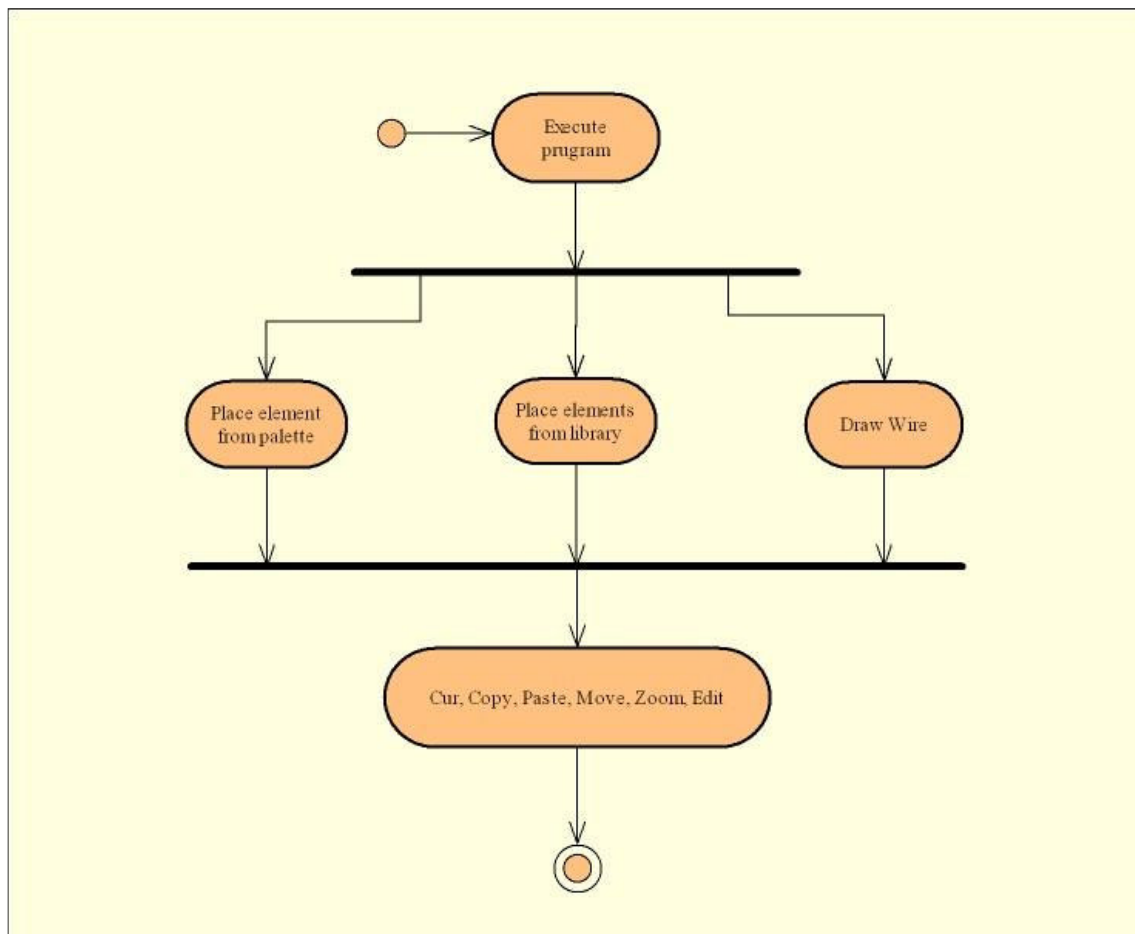 Execute
prugram
Place element
from palette
Place elements
from library
Draw Wire
Cur, Copy, Paste, Move, Zoom, Edit